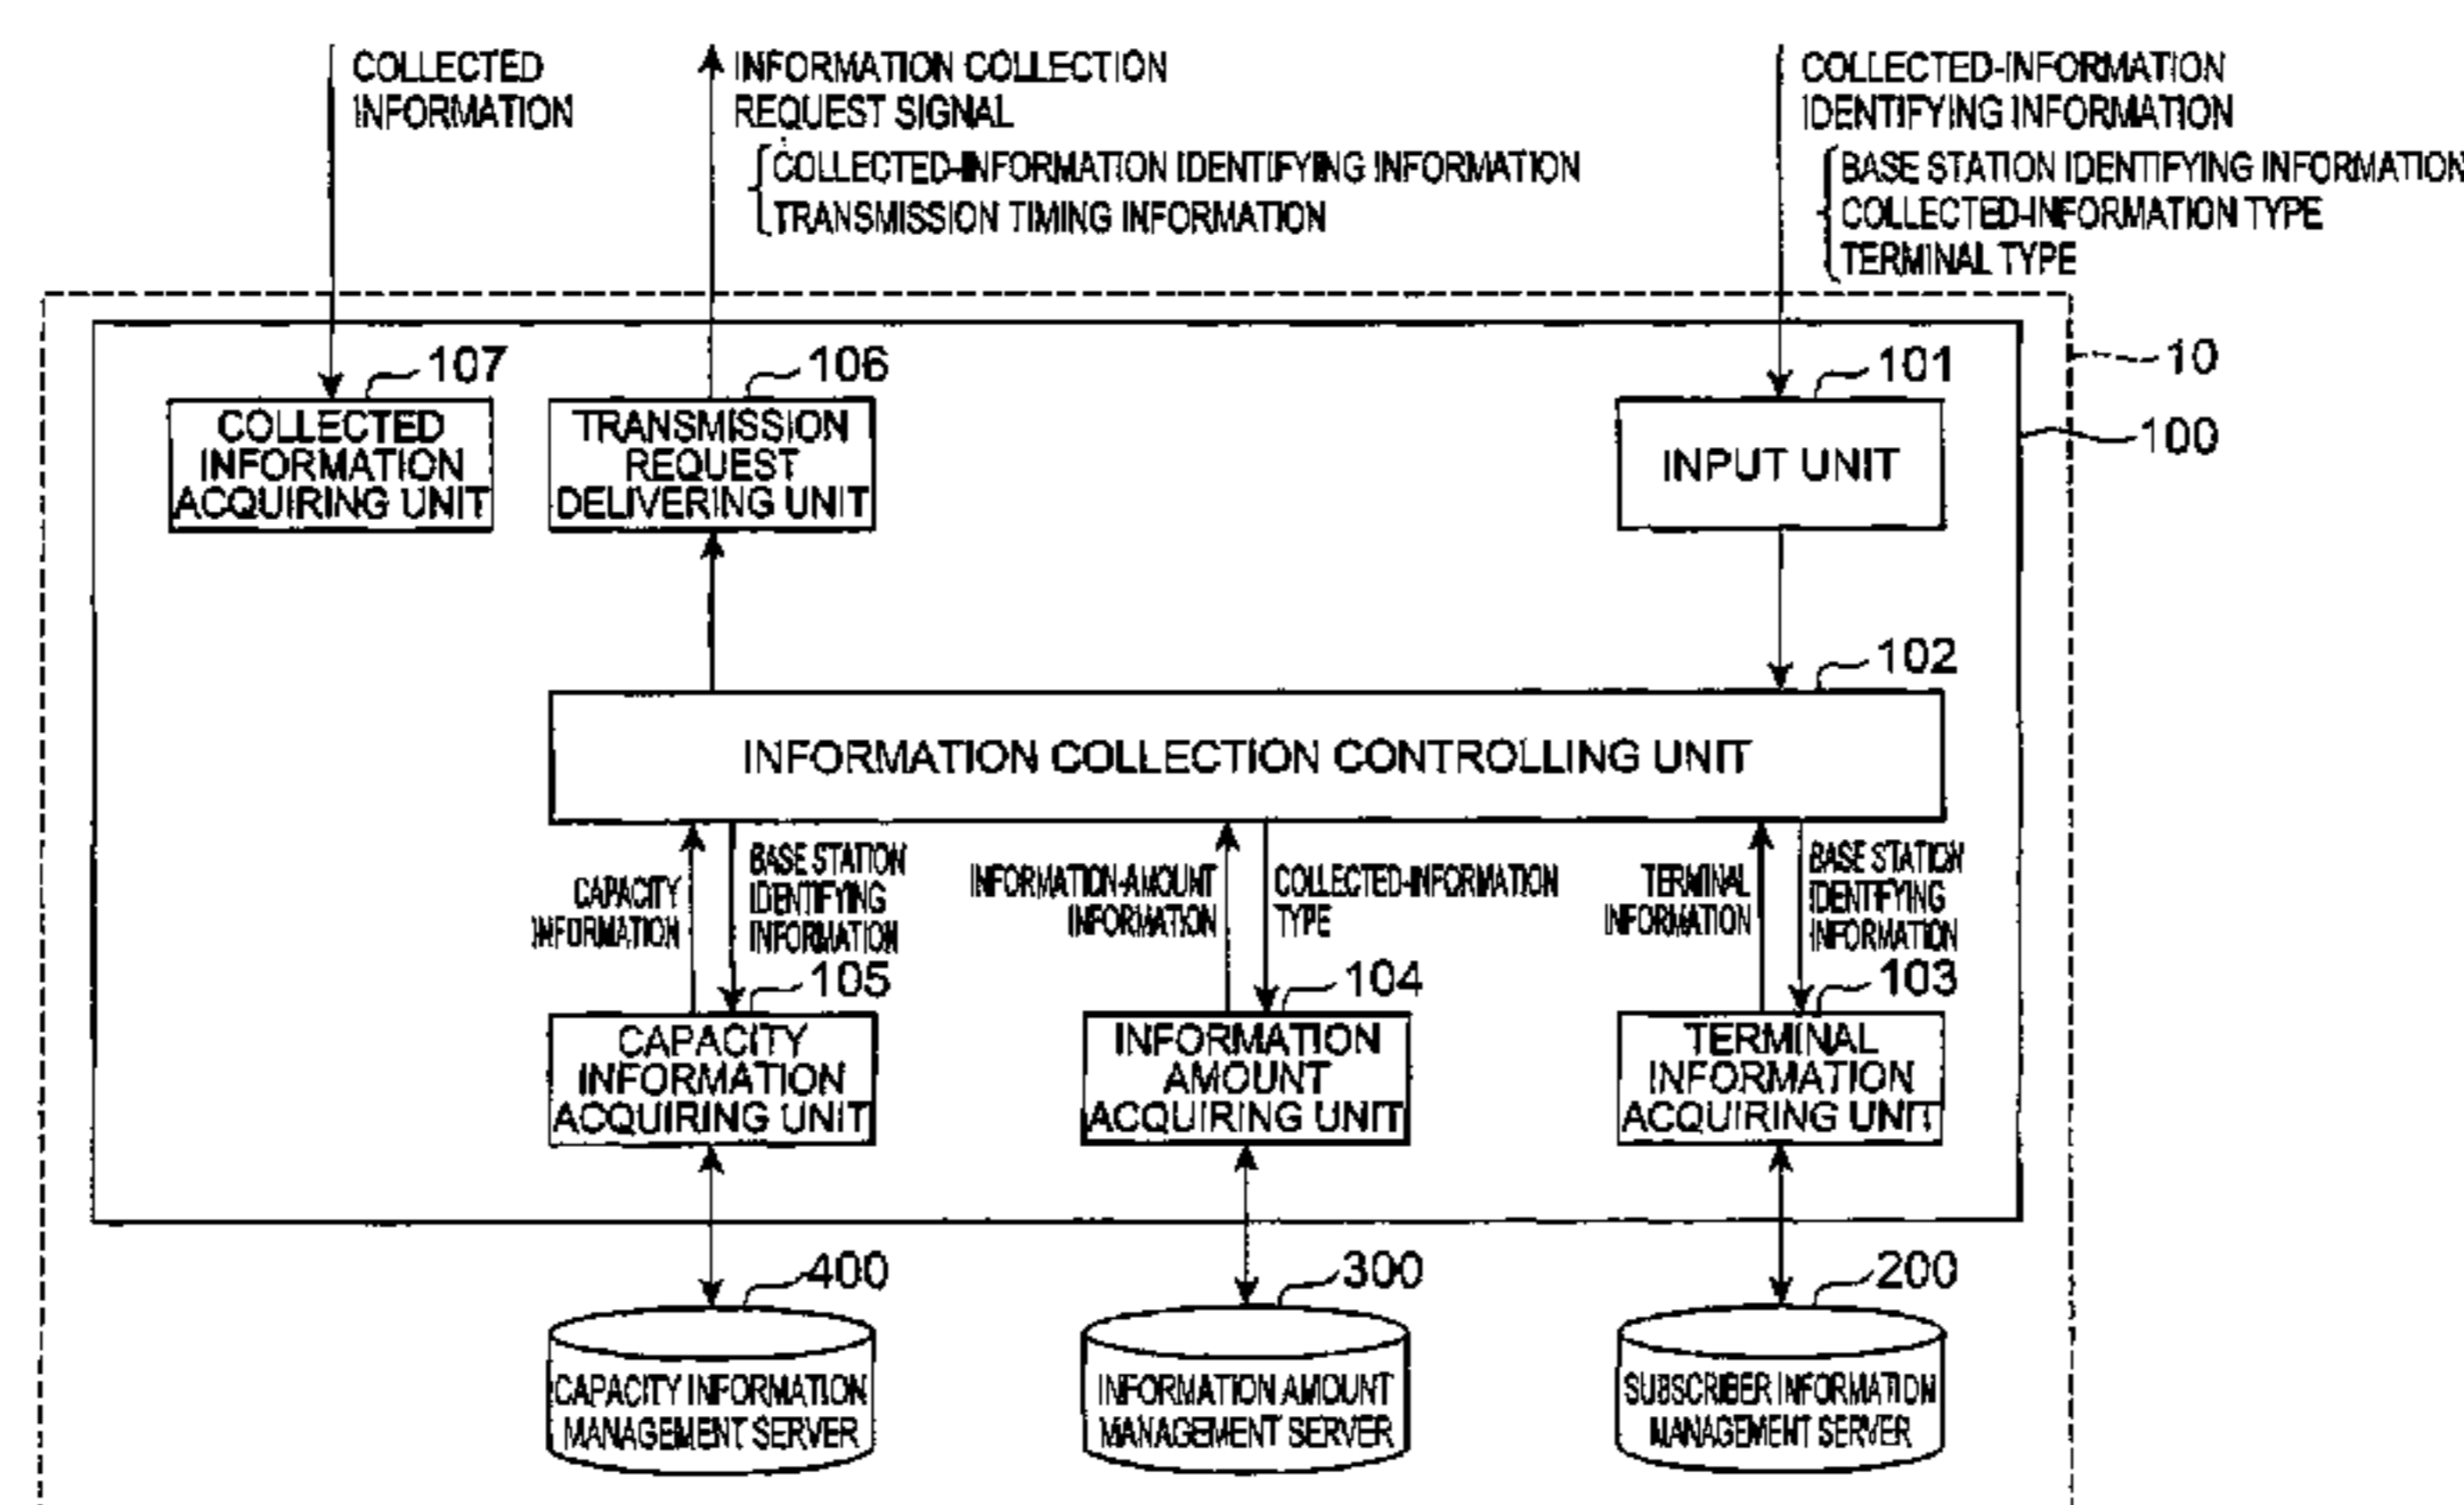 COLLECTED
INFORMATION
INFORMATION COLLECTION
REQUEST SIGNAL
COLLECTED-INFORMATION IDENTIFYING INFORMATION
TRANSMISSION TIMING INFORMATION
COLLECTED-INFORMATION
IDENTIFYING INFORMATION
BASE STATION IDENTIFYING INFORMATION
COLLECTED-INFORMATION TYPE
TERMINAL TYPE
10
100
107
COLLECTED
INFORMATION
ACQUIRING UNIT
106
TRANSMISSION
REQUEST
DELIVERING UNIT
101
INPUT UNIT
102
INFORMATION COLLECTION CONTROLLING UNIT
CAPACITY
INFORMATION
BASE STATION
IDENTIFYING
INFORMATION
INFORMATION-AMOUNT
INFORMATION
COLLECTED-INFORMATION
TYPE
TERMINAL
INFORMATION
BASE STATION
IDENTIFYING
INFORMATION
105
CAPACITY
INFORMATION
ACQUIRING UNIT
104
INFORMATION
AMOUNT
ACQUIRING UNIT
103
TERMINAL
INFORMATION
ACQUIRING UNIT
400
CAPACITY INFORMATION
MANAGEMENT SERVER
300
INFORMATION AMOUNT
MANAGEMENT SERVER
200
SUBSCRIBER INFORMATION
MANAGEMENT SERVER